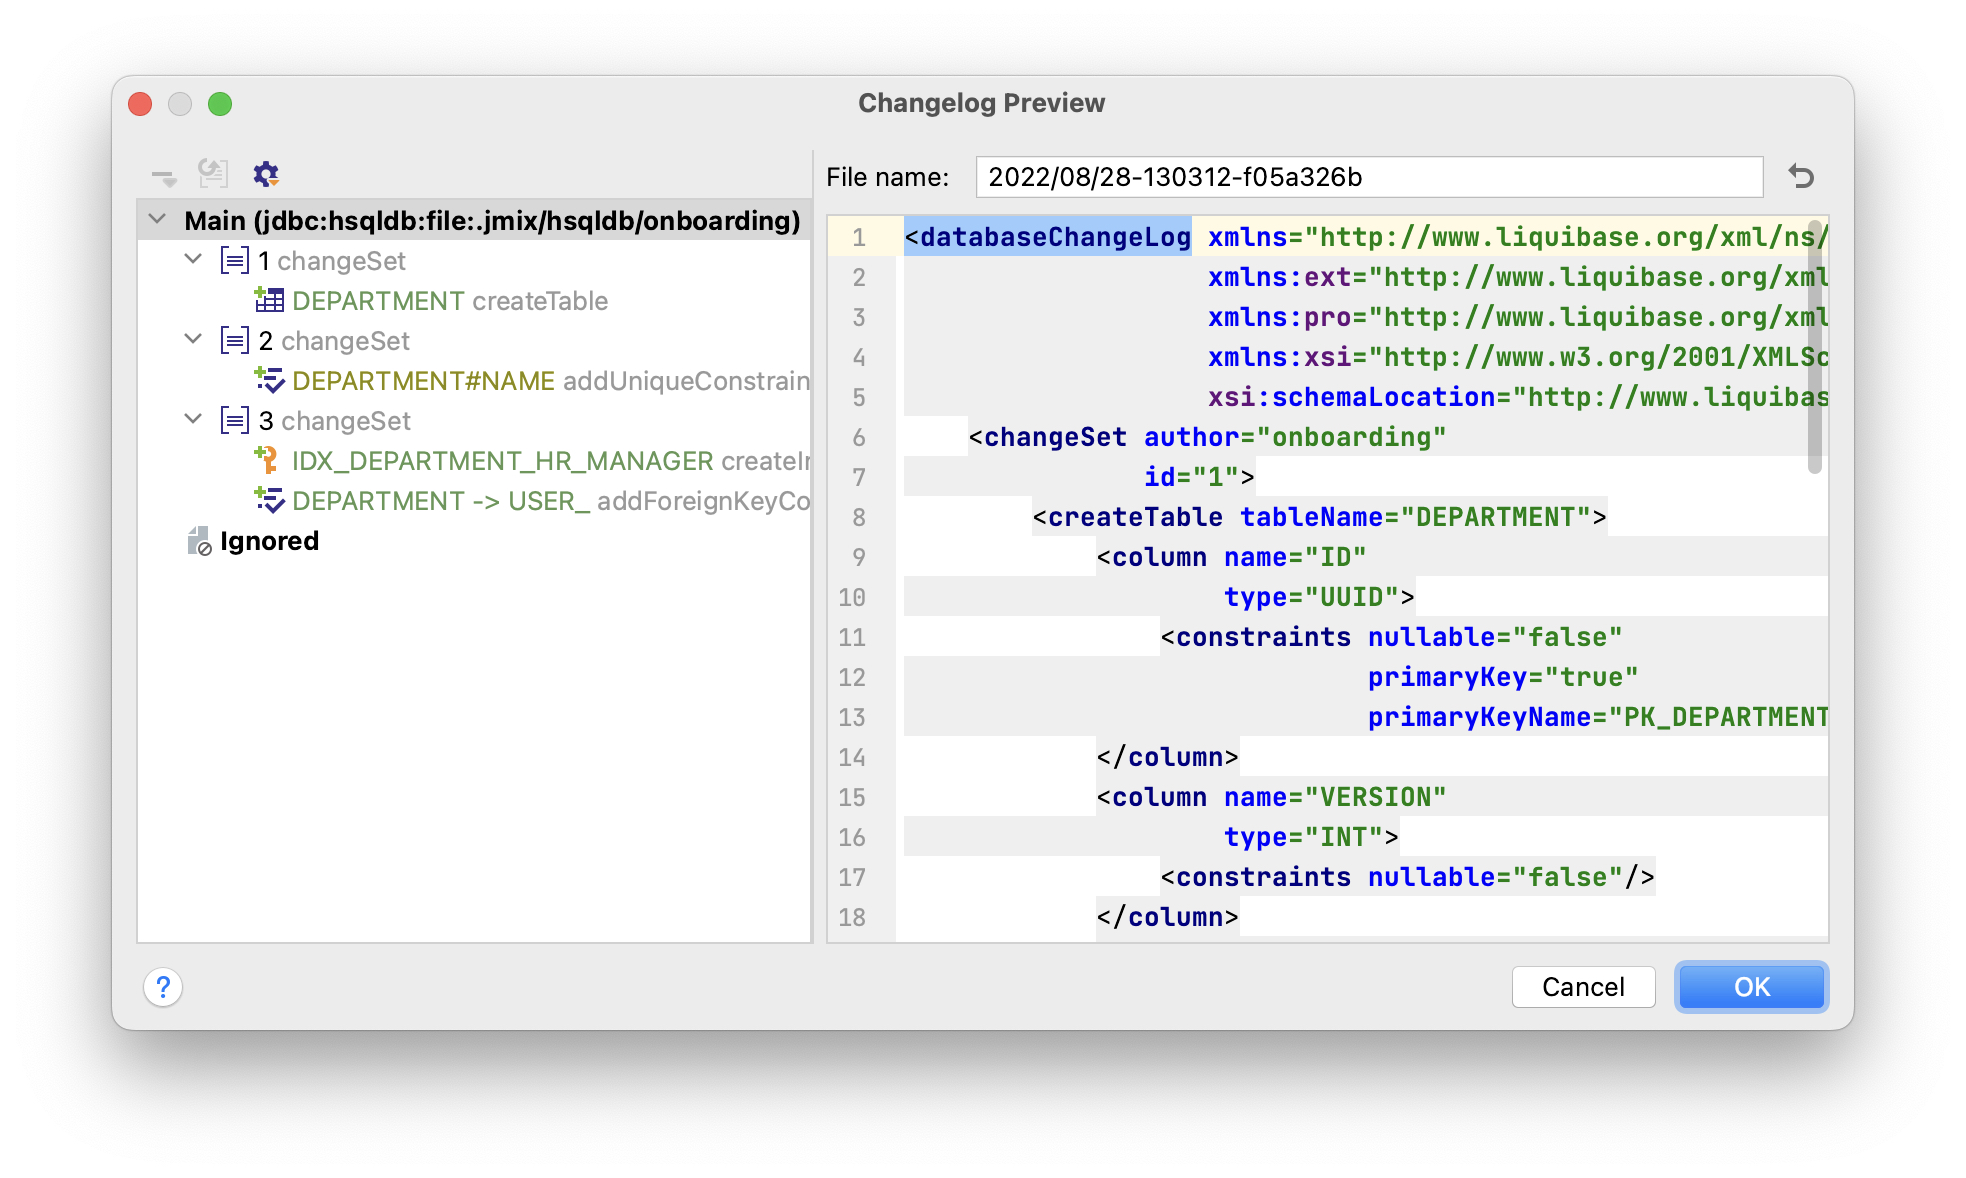 Changelog Preview
Main (jdbc:hsqldb:file:.jmix/hsqldb/onboarding)
1 changeSet
DEPARTMENT createTable
2 changeSet
DEPARTMENT#NAME addUniqueConstrain
3 changeSet
IDX_DEPARTMENT_HR_MANAGER createIn
DEPARTMENT -> USER_ addForeignKeyCo
Ignored
File name: 2022/08/28-130312-f05a326b
1 <databaseChangeLog xmlns="http://www.liquibase.org/xml/ns/
2 xmlns:ext="http://www.liquibase.org/xml
3 xmlns:pro="http://www.liquibase.org/xml
4 xmlns:xsi="http://www.w3.org/2001/XMLSc
5 xsi:schemaLocation="http://www.liquibas
6 <changeSet author="onboarding"
7 id="1">
8 <createTable tableName="DEPARTMENT">
9 <column name="ID"
10 type="UUID">
11 <constraints nullable="false"
12 primaryKey="true"
13 primaryKeyName="PK_DEPARTMENT
14 </column>
15 <column name="VERSION"
16 type="INT">
17 <constraints nullable="false"/>
18 </column>
?
Cancel
OK